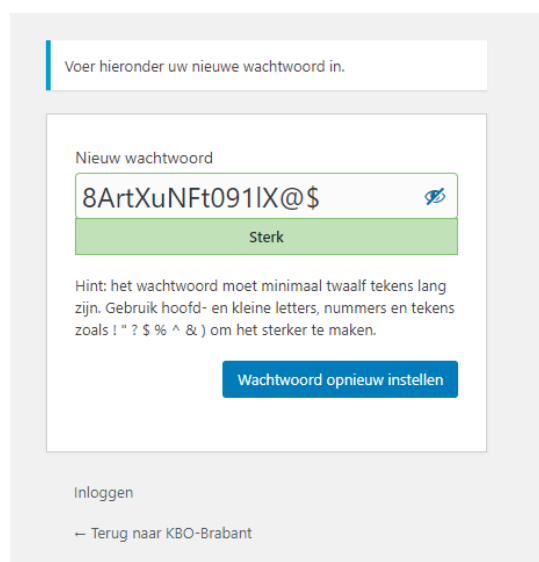 Voer hieronder uw nieuwe wachtwoord in.
Nieuw wachtwoord
8ArtXuNFt091lX@$
Sterk
Hint: het wachtwoord moet minimaal twaalf tekens lang
zijn. Gebruik hoofd- en kleine letters, nummers en tekens
zoals ! " ? $ % ^ & ) om het sterker te maken.
Wachtwoord opnieuw instellen
Inloggen
← Terug naar KBO-Brabant